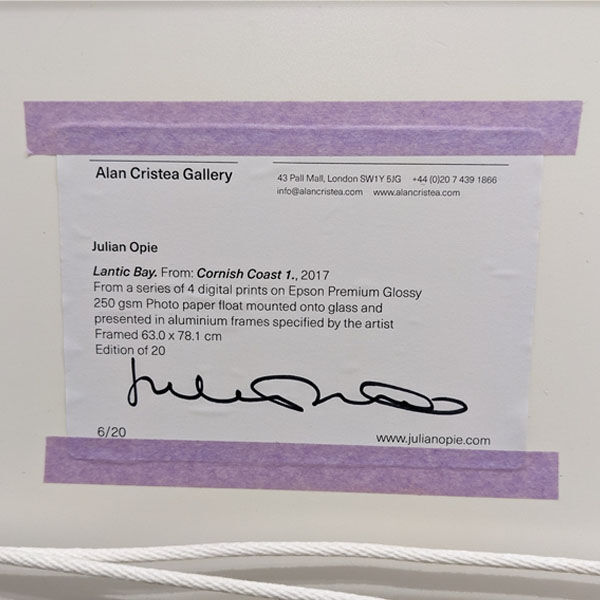 Alan Cristea Gallery
43 Pall Mall, London SW1Y 5JG +44 (0)20 7 439 1866
info@alancristea.com www.alancristea.com
Julian Opie
Lantic Bay. From: Cornish Coast 1., 2017
From a series of 4 digital prints on Epson Premium Glossy
250 gsm Photo paper float mounted onto glass and
presented in aluminium frames specified by the artist
Framed 63.0 x 78.1 cm
Edition of 20
6/20
www.julianopie.com